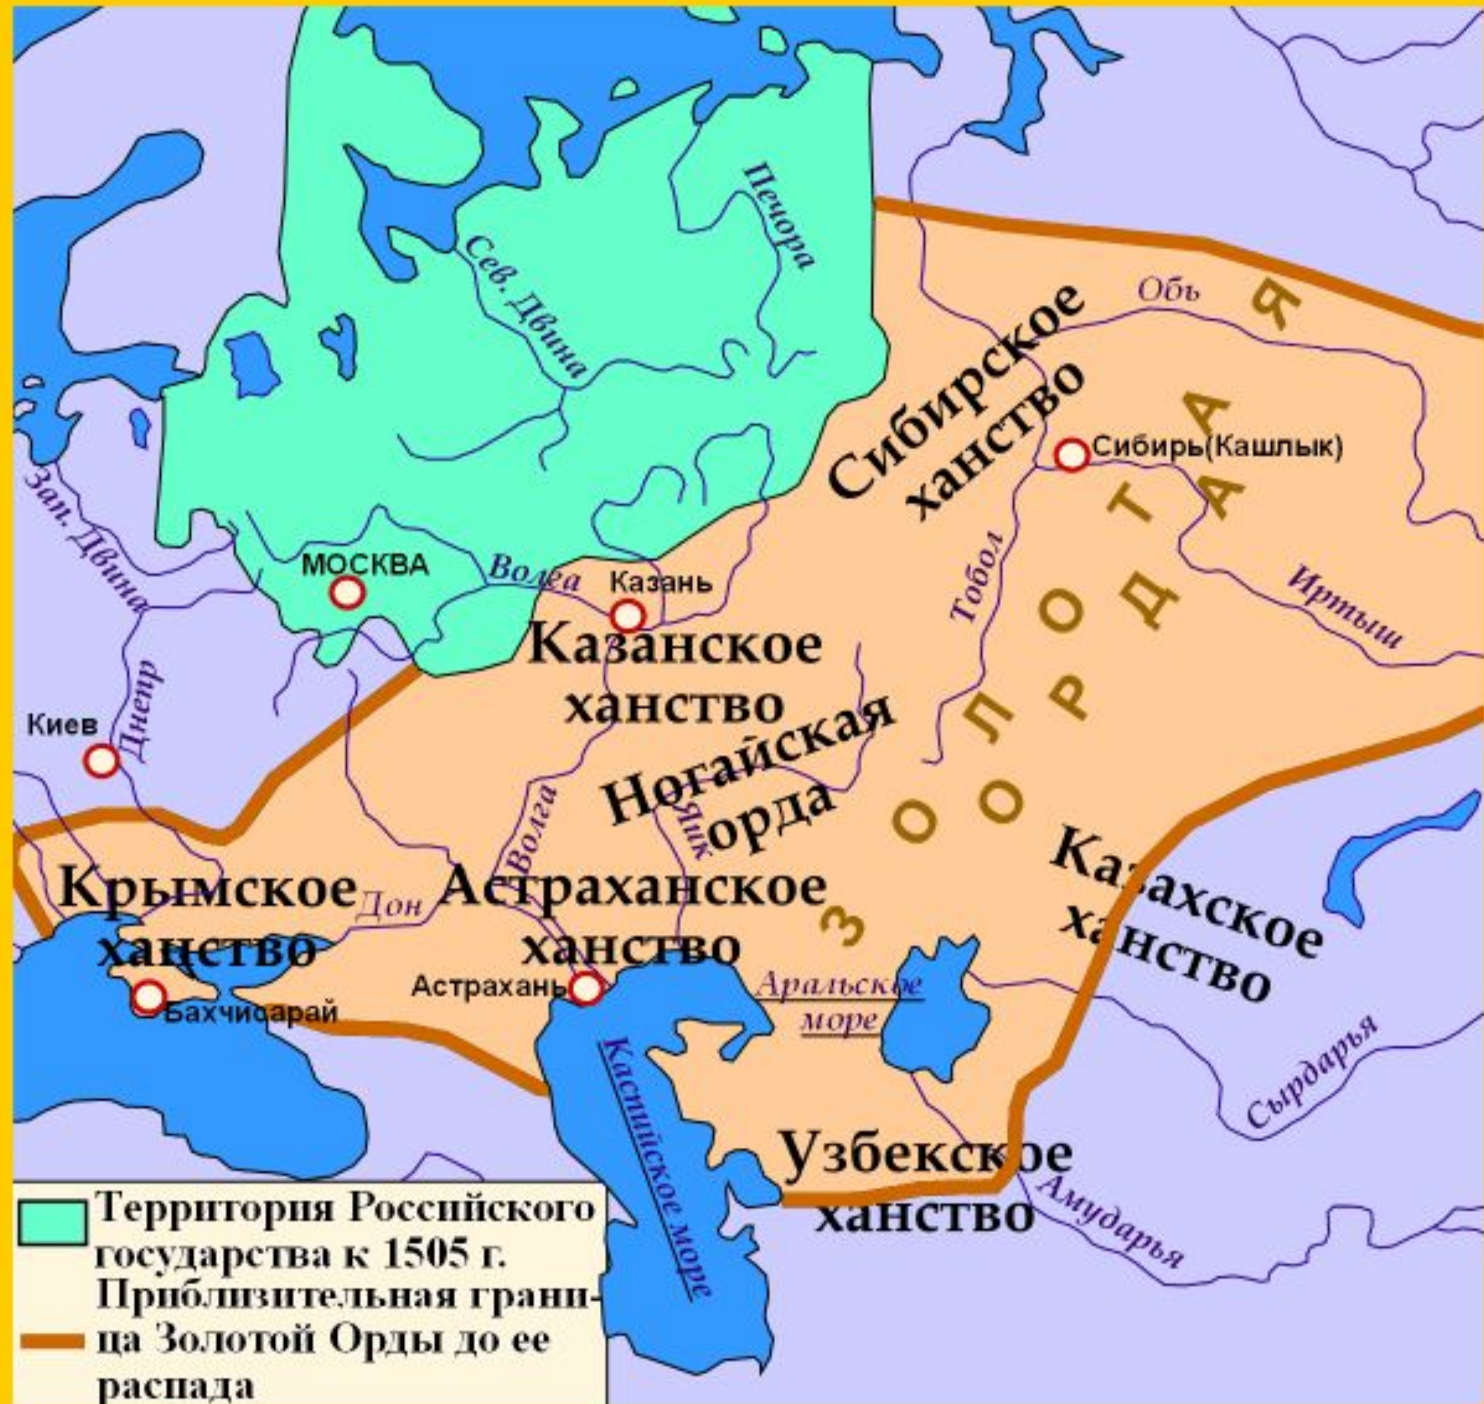 Печора
Сев. Двина
Обь
Сибирское
ханство
Сибирь(Кашлык)
Зап. Двина
МОСКВА
Волга
Казань
Казанское
ханство
Тобол
Иртыш
ЗОЛОТАЯ
ОРДА
Киев
Днепр
Ногайская
орда
Волга
Яик
Крымское
ханство
Дон
Астраханское
ханство
Казахское
ханство
Астрахань
Бахчисарай
Аральское
море
Каспийское море
Сырдарья
Узбекское
ханство
Амударья
Территория Российского
государства к 1505 г.
Приблизительная грани-
ца Золотой Орды до ее
распада